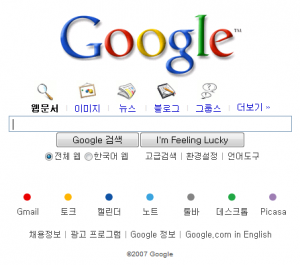 Google™
웹문서 이미지 뉴스 블로그 그룹스 더보기 »
Google 검색 I'm Feeling Lucky
전체 웹 한국어 웹 고급검색 | 환경설정 | 언어도구
Gmail 토크 캘린더 노트 툴바 데스크톱 Picasa
채용정보 | 광고 프로그램 | Google 정보 | Google.com in English
©2007 Google